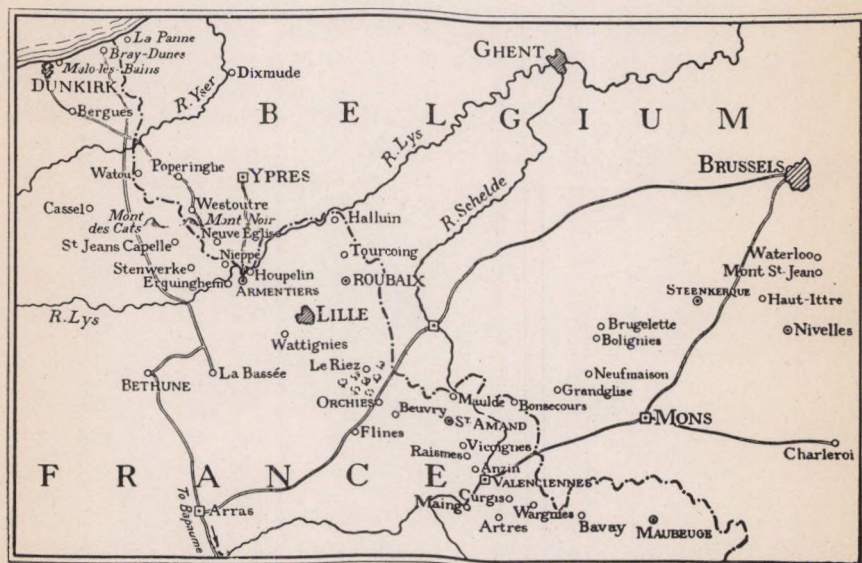 La Panne
Bray-Dunes
Malo-les-Bains
DUNKIRK
Bergues
Dixmude
R. Yser
GHENT
BELGIUM
R. Lys
R. Schelde
BRUSSELS
Watou
Poperinghe
YPRES
Cassel
Mont
des Cats
Westoutre
Mont Noir
Neuve Eglis
St Jeans Capelle
Nieppe
Stenwerke
Houpelin
Erquinghem
ARMENTIERS
Halluin
Tourcoing
ROUBAIX
R. Lys
LILLE
Wattignies
Waterloo
Mont St. Jean
STEENKERQUE
Haut-Ittre
Nivelles
Brugelette
Bolignies
BETHUNE
La Bassée
Le Riez
ORCHIES
Neufmaison
Grandglise
Maulde
Bonsecours
Beuvry
ST AMAND
MONS
Flines
Vicoignes
Raismes
Charleroi
FRANCE
Anzin
VALENCIENNES
Curgis
Maing
Wargnies
Artres
Bavay
MAUBEUGE
Arras
To Bapaume